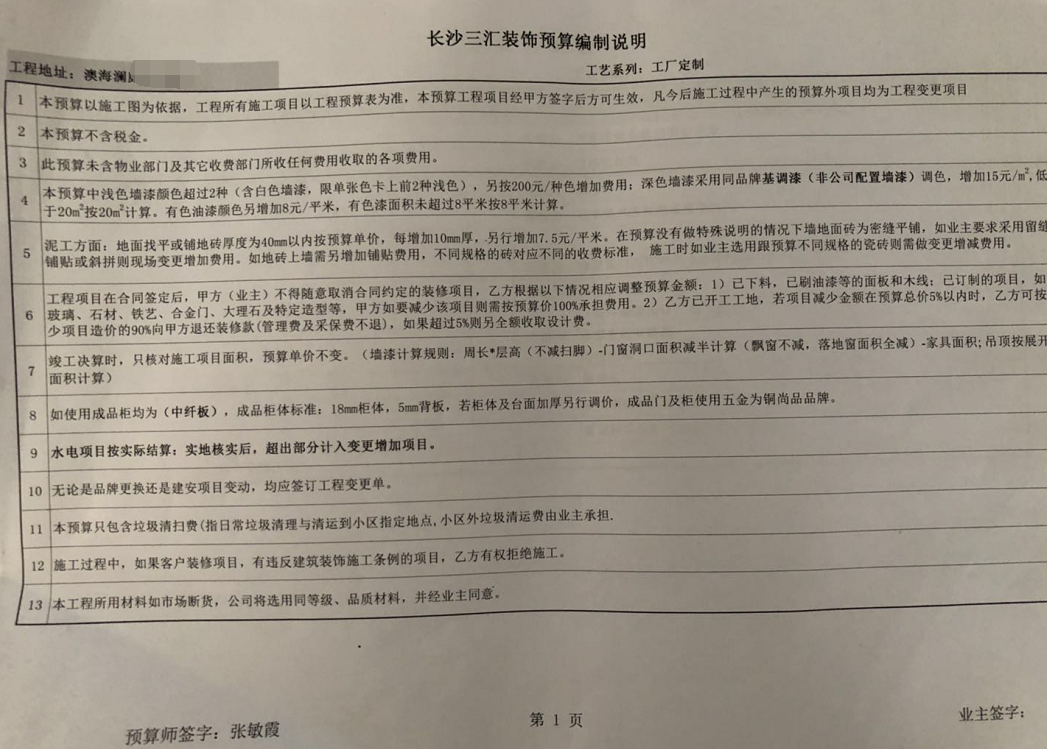 长沙三汇装饰预算编制说明
工程地址：澳海澜 工艺系列：工厂定制
1 本预算以施工图为依据，工程所有施工项目以工程预算表为准，本预算工程项目经甲方签字后方可生效，凡今后施工过程中产生的预算外项目均为工程变更项目
2 本预算不含税金。
3 此预算未含物业部门及其它收费部门所收任何费用收取的各项费用。
4 本预算中浅色墙漆颜色超过2种（含白色墙漆，限单张色卡上前2种浅色），另按200元/种色增加费用；深色墙漆采用同品牌基调漆（非公司配置墙漆）调色，增加15元/m²,低
于20m²按20m²计算。有色油漆颜色另增加8元/平米，有色漆面积未超过8平米按8平米计算。
5 泥工方面：地面找平或铺地砖厚度为40mm以内按预算单价，每增加10mm厚，另行增加7.5元/平米。在预算没有做特殊说明的情况下墙地面砖为密缝平铺，如业主要求采用留缝
铺贴或斜拼则现场变更增加费用。如地砖上墙需另增加铺贴费用，不同规格的砖对应不同的收费标准， 施工时如业主选用跟预算不同规格的瓷砖则需做变更增减费用。
6 工程项目在合同签定后，甲方（业主）不得随意取消合同约定的装修项目，乙方根据以下情况相应调整预算金额：1）已下料，已刷油漆等的面板和木线；已订制的项目，如
玻璃、石材、铁艺、合金门、大理石及特定造型等，甲方如要减少该项目则需按预算价100%承担费用。2）乙方已开工工地，若项目减少金额在预算总价5%以内时，乙方可按
少项目造价的90%向甲方退还装修款(管理费及采保费不退)，如果超过5%则另全额收取设计费。
7 竣工决算时，只核对施工项目面积，预算单价不变。（墙漆计算规则：周长*层高（不减扫脚）-门窗洞口面积减半计算（飘窗不减，落地窗面积全减）-家具面积;吊顶按展开
面积计算）
8 如使用成品柜均为（中纤板），成品柜体标准：18mm柜体，5mm背板，若柜体及台面加厚另行调价，成品门及柜使用五金为铜尚品品牌。
9 水电项目按实际结算：实地核实后，超出部分计入变更增加项目。
10 无论是品牌更换还是建安项目变动，均应签订工程变更单。
11 本预算只包含垃圾清扫费(指日常垃圾清理与清运到小区指定地点,小区外垃圾清运费由业主承担.
12 施工过程中，如果客户装修项目，有违反建筑装饰施工条例的项目，乙方有权拒绝施工。
13 本工程所用材料如市场断货，公司将选用同等级、品质材料，并经业主同意。
预算师签字：张敏霞 第 1 页 业主签字：